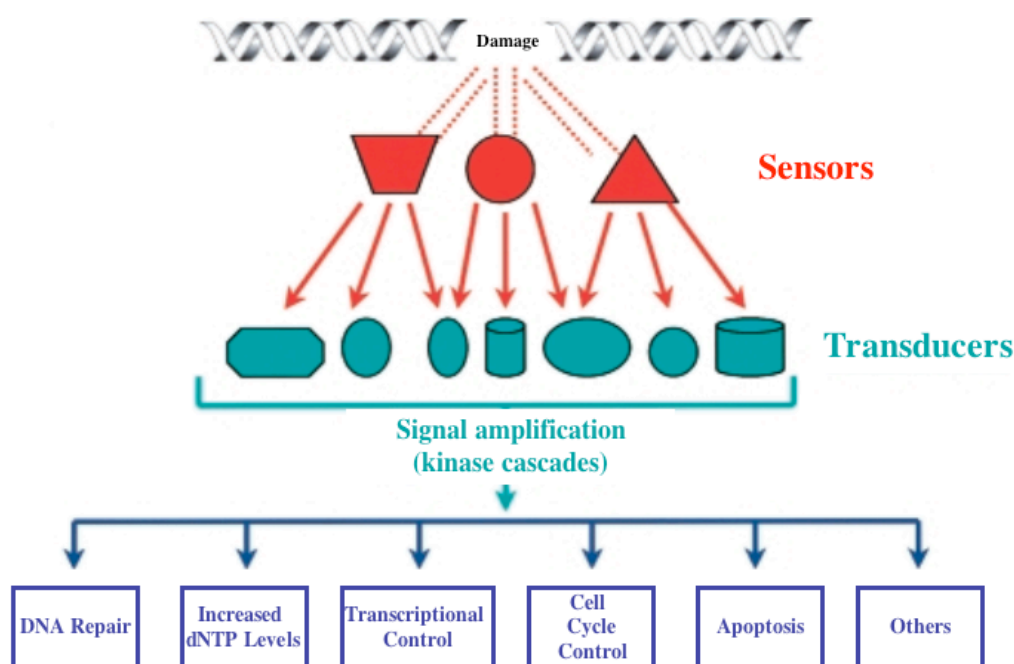 Damage
Sensors
Transducers
Signal amplification
(kinase cascades)
DNA Repair
Increased
dNTP Levels
Transcriptional
Control
Cell
Cycle
Control
Apoptosis
Others